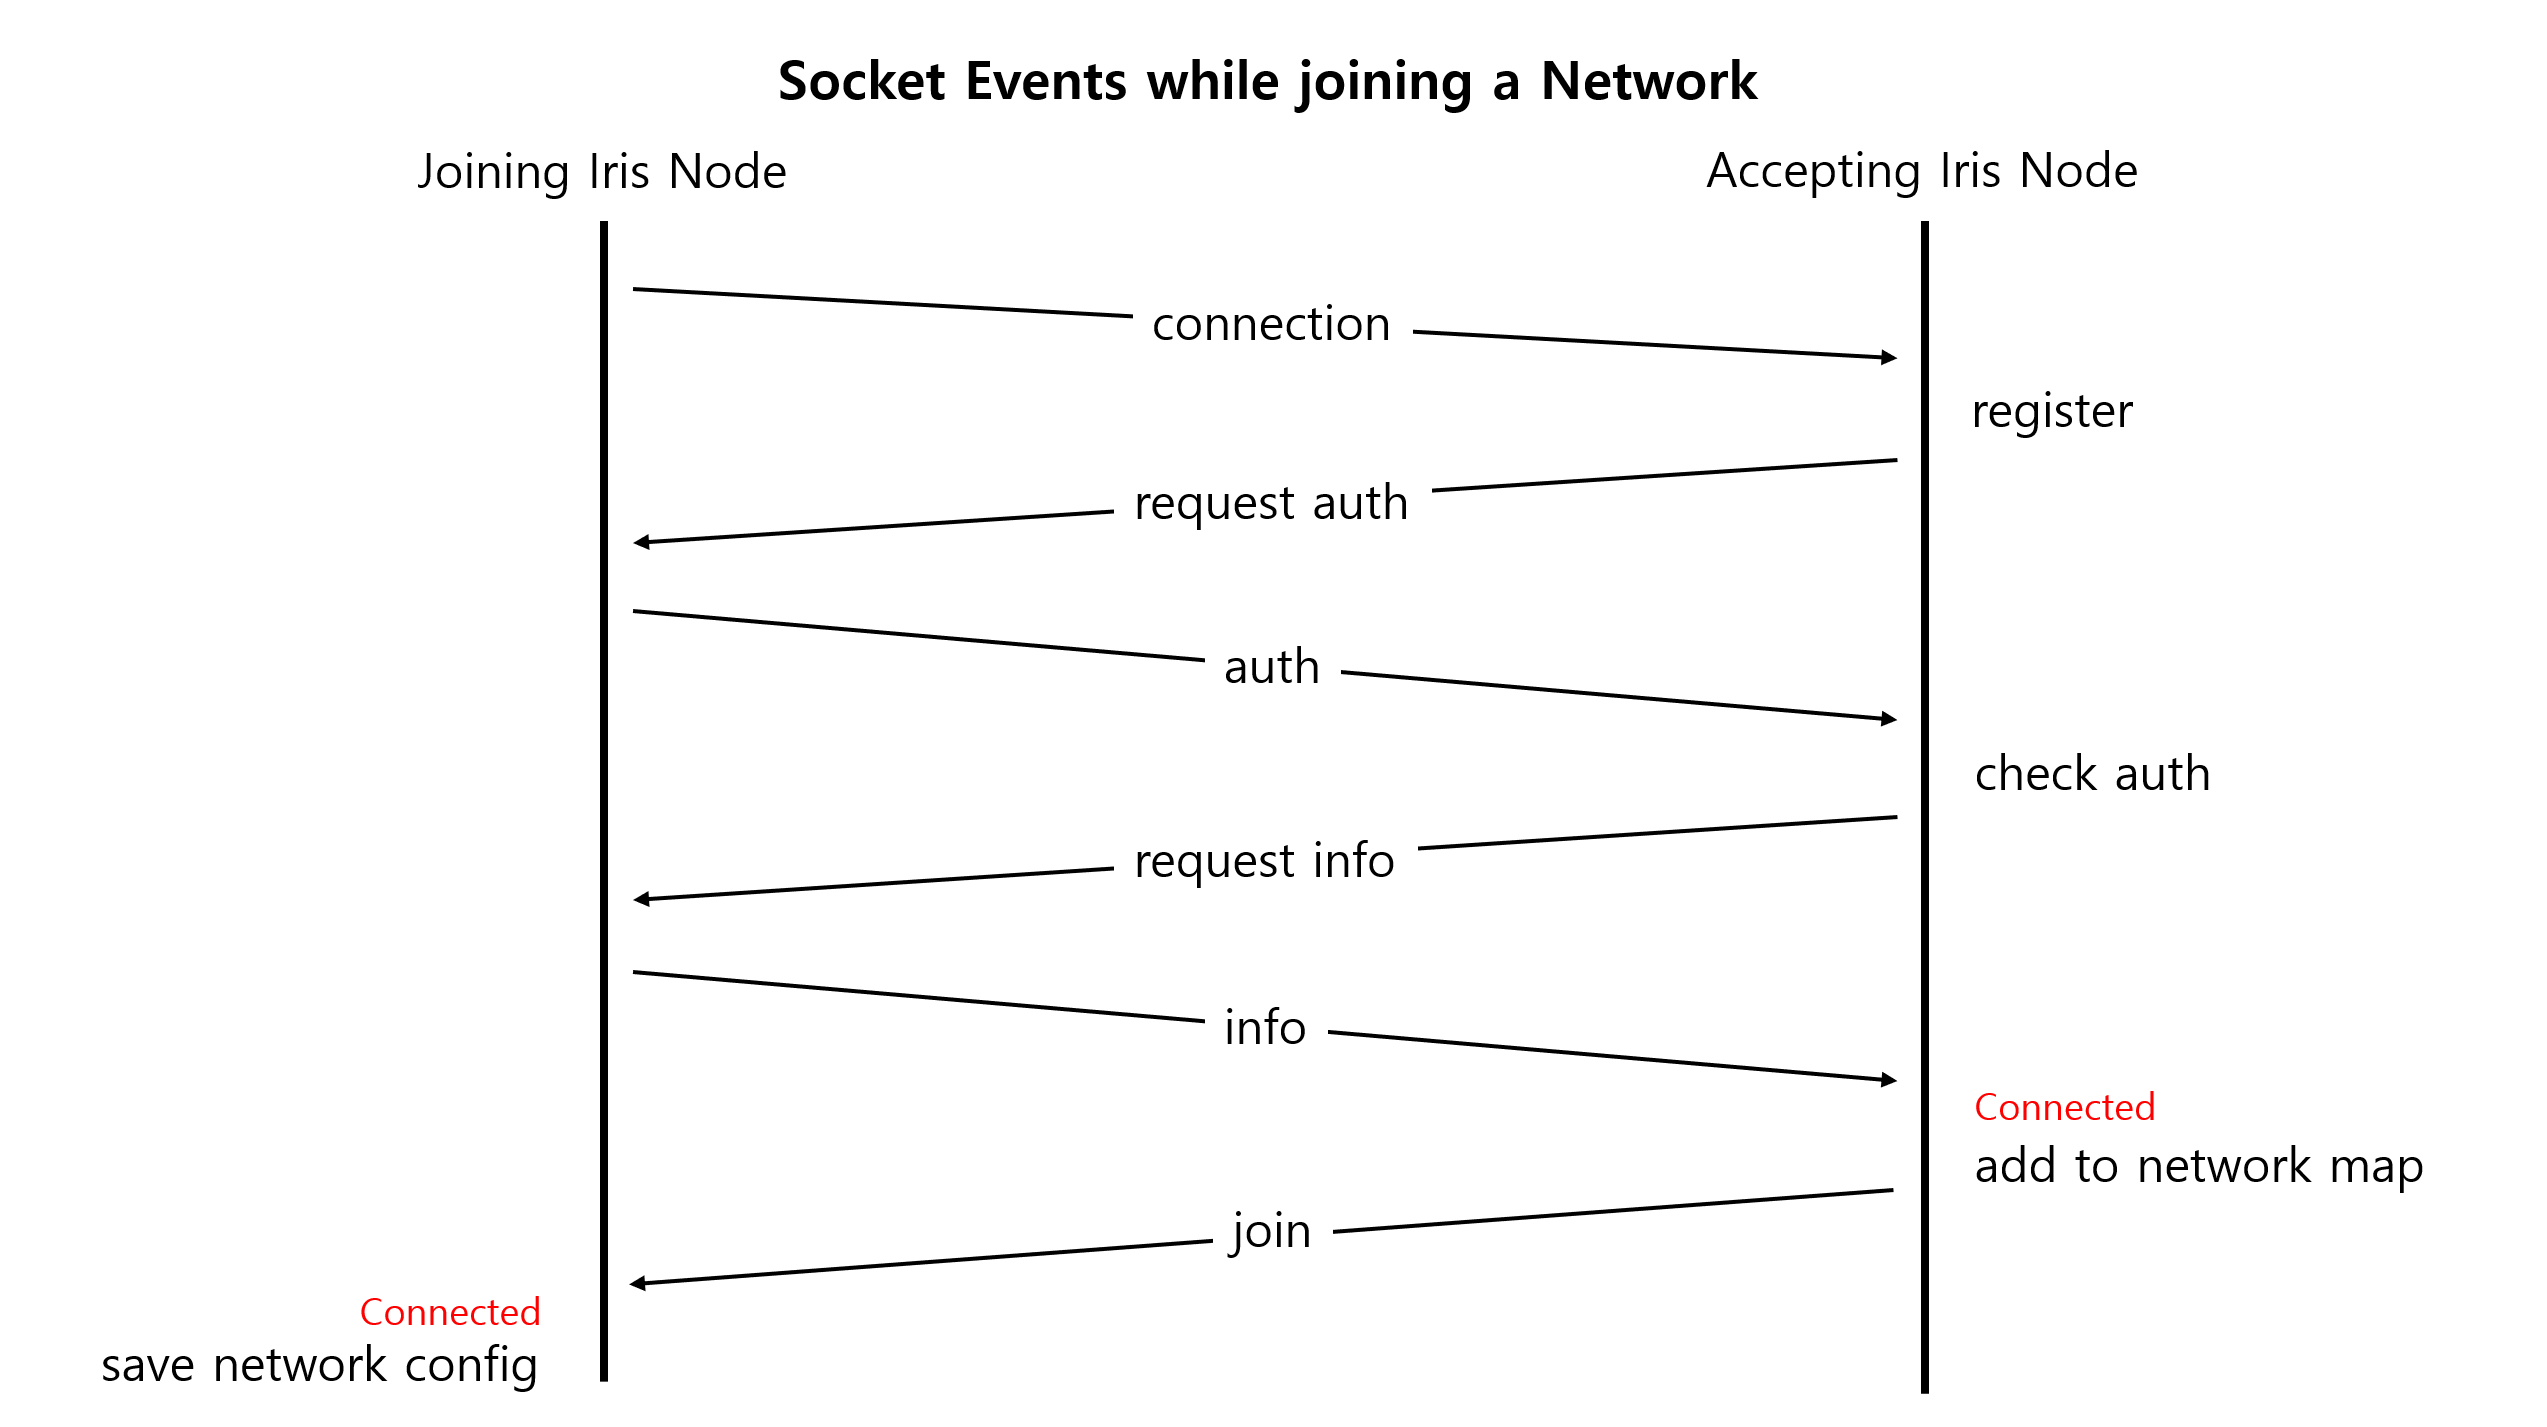 Socket Events while joining a Network
Joining Iris Node
Accepting Iris Node
connection
register
request auth
auth
check auth
request info
info
Connected
add to network map
join
Connected
save network config